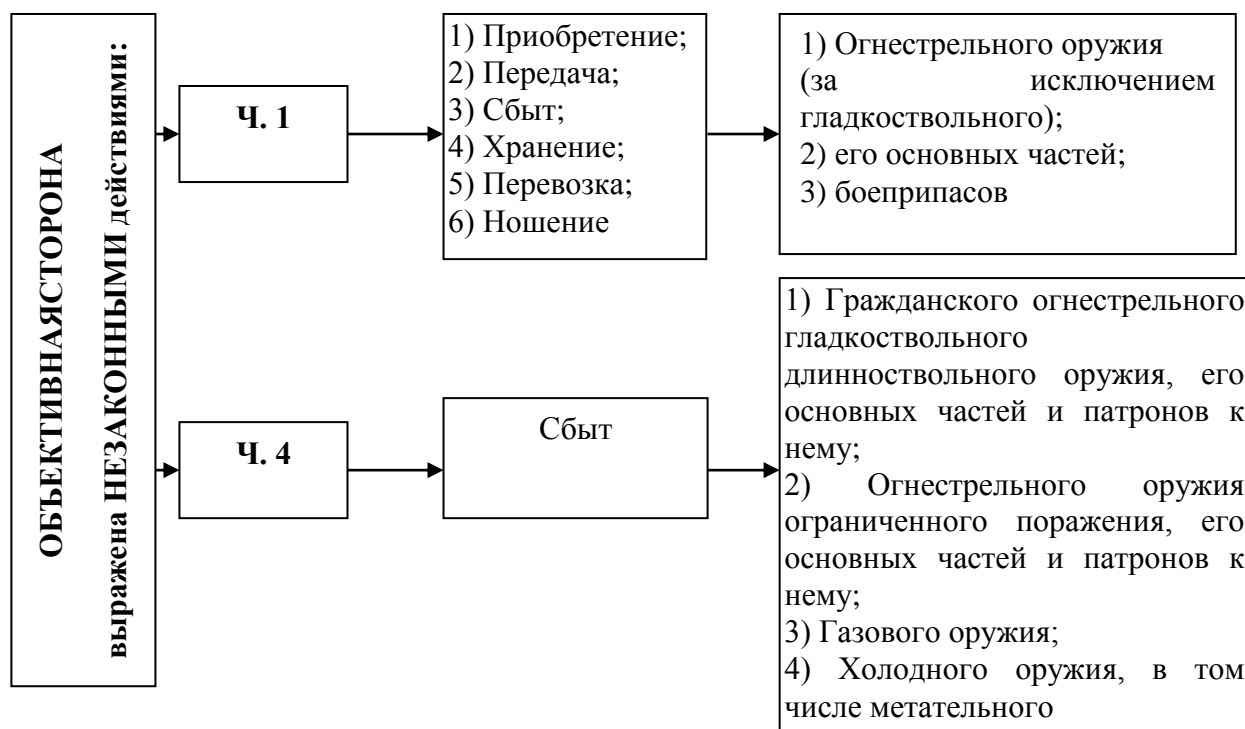 ОБЪЕКТИВНАЯСТОРОНА
выражена НЕЗАКОННЫМИ действиями:
Ч. 1
1) Приобретение;
2) Передача;
3) Сбыт;
4) Хранение;
5) Перевозка;
6) Ношение
1) Огнестрельного оружия
(за исключением
гладкоствольного);
2) его основных частей;
3) боеприпасов
Ч. 4
Сбыт
1) Гражданского огнестрельного
гладкоствольного
длинноствольного оружия, его
основных частей и патронов к
нему;
2) Огнестрельного оружия
ограниченного поражения, его
основных частей и патронов к
нему;
3) Газового оружия;
4) Холодного оружия, в том
числе метательного